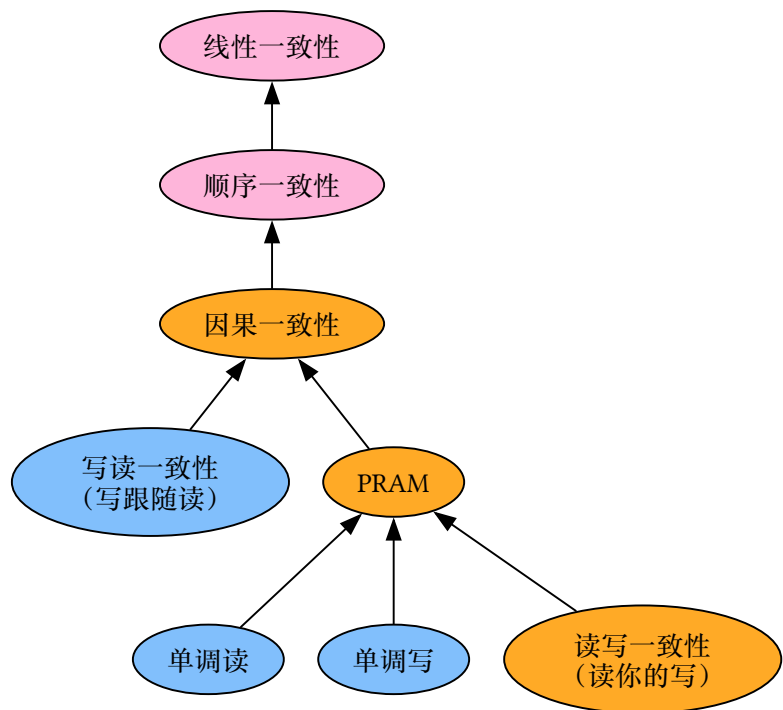 线性一致性
顺序一致性
因果一致性
写读一致性
（写跟随读）
PRAM
单调读
单调写
读写一致性
（读你的写）